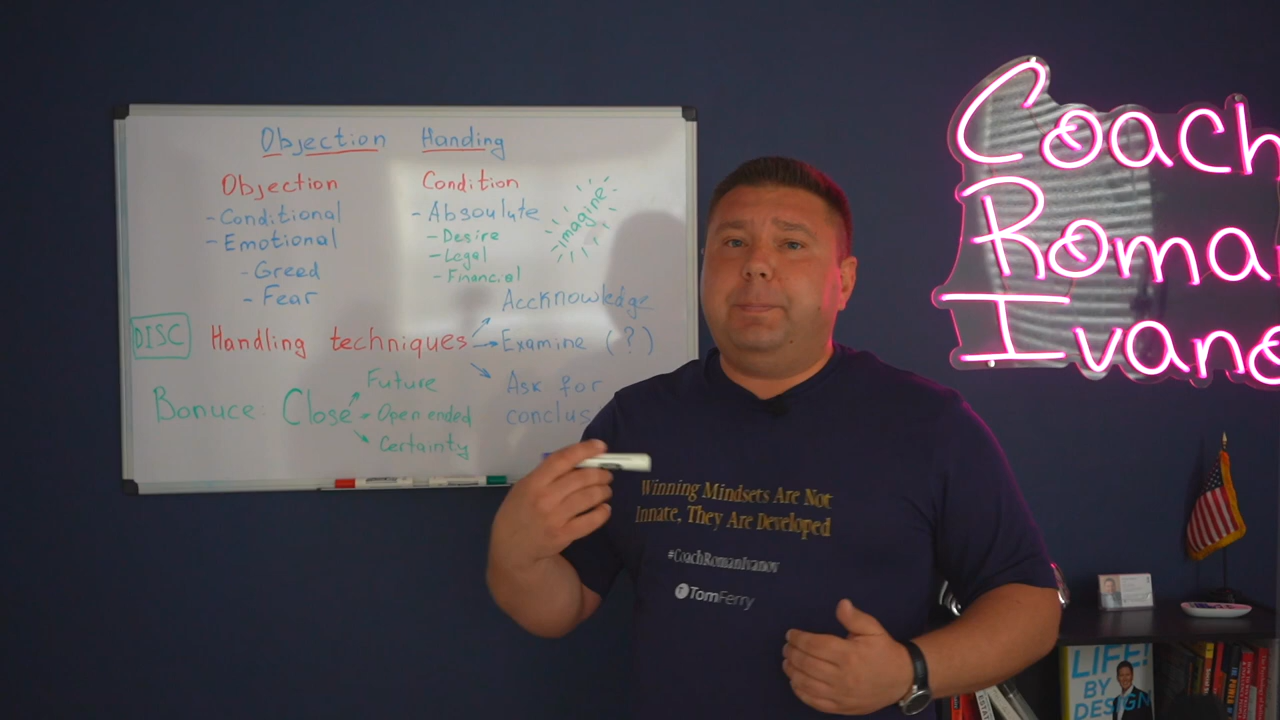 Objection Handing
Objection
- Conditional
- Emotional
- Greed
- Fear
Condition
- Absoulute
- Desire
- Legal
- Financial
imagine
DISC
Handling techniques
Accknowledge
Examine (?)
Ask for
conclus
Bonuce: Close
Future
Open ended
Certainty
Coach
Roma
Ivano
Winning Mindsets Are Not
Innate, They Are Developed
#CoachRomanIvanov
TomFerry
LIFE!
BY
DESIGN